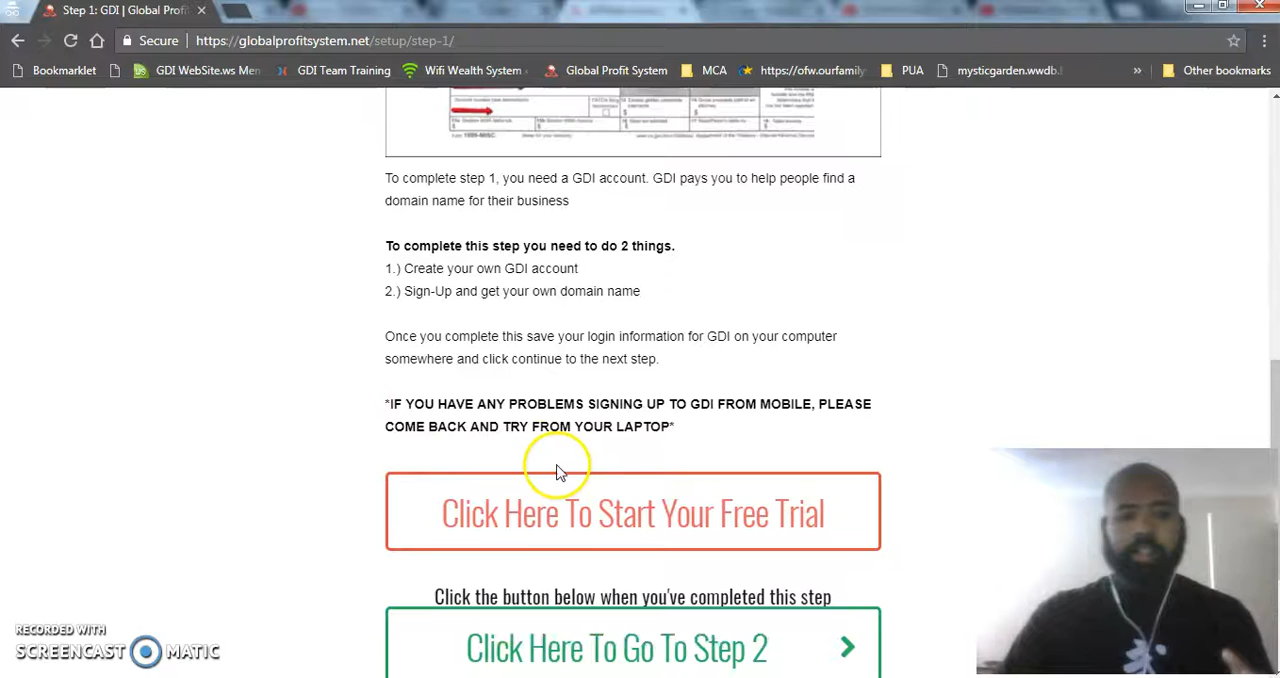 Step 1: GDI | Global Profi
Secure
https://globalprofitsystem.net/setup/step-1/
Bookmarklet
GDI WebSite.ws Mem
GDI Team Training
Wifi Wealth System
Global Profit System
MCA
https://ofw.ourfamily
PUA
mysticgarden.wwdb.
»
Other bookmarks
To complete step 1, you need a GDI account. GDI pays you to help people find a
domain name for their business
To complete this step you need to do 2 things.
1.) Create your own GDI account
2.) Sign-Up and get your own domain name
Once you complete this save your login information for GDI on your computer
somewhere and click continue to the next step.
*IF YOU HAVE ANY PROBLEMS SIGNING UP TO GDI FROM MOBILE, PLEASE
COME BACK AND TRY FROM YOUR LAPTOP*
Click Here To Start Your Free Trial
Click the button below when you've completed this step
Click Here To Go To Step 2
RECORDED WITH
SCREENCAST MATIC